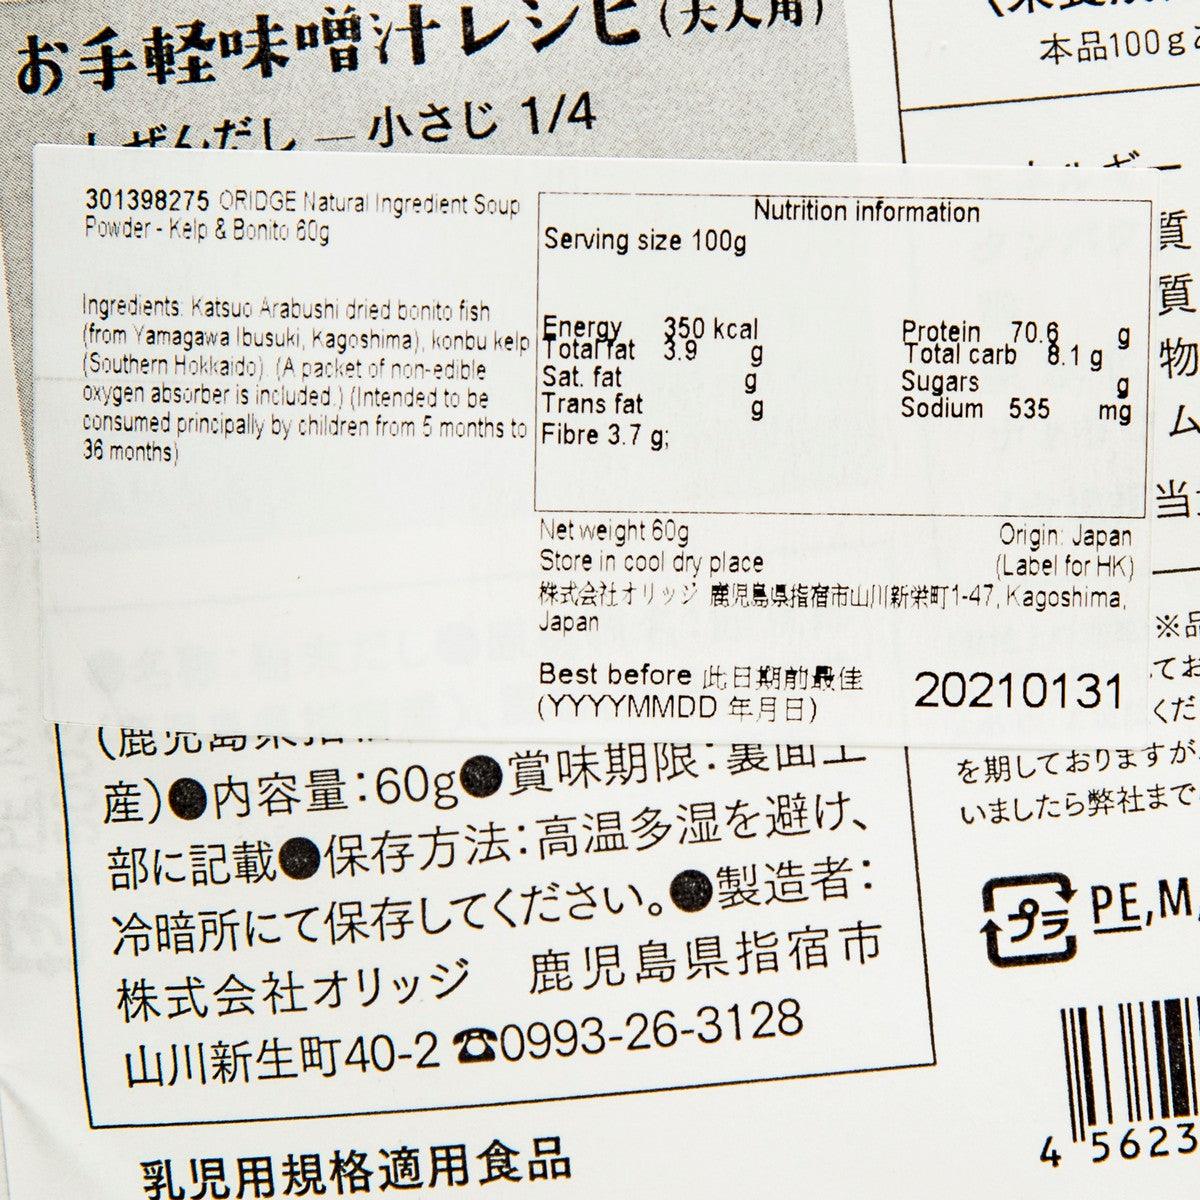 お手軽味噌汁レシピ(大人用)
しぜんだし — 小さじ 1/4
本品100g
301398275 ORIDGE Natural Ingredient Soup
Powder - Kelp & Bonito 60g
Ingredients: Katsuo Arabushi dried bonito fish
(from Yamagawa Ibusuki, Kagoshima), konbu kelp
(Southern Hokkaido). (A packet of non-edible
oxygen absorber is included.) (Intended to be
consumed principally by children from 5 months to
36 months)
Nutrition information
Serving size 100g
Energy 350 kcal Protein 70.6 g
Total fat 3.9 g Total carb 8.1 g
Sat. fat g Sugars g
Trans fat g Sodium 535 mg
Fibre 3.7 g;
Net weight 60g Origin: Japan
Store in cool dry place (Label for HK)
株式会社オリッジ 鹿児島県指宿市山川新栄町1-47, Kagoshima,
Japan
Best before 此日期前最佳
(YYYYMMDD 年月日) 20210131
質
質
物
ム
当
※品
てお
くだ
を期しておりますが
いましたら弊社まで
産)●内容量:60g●賞味期限:裏面上
部に記載●保存方法:高温多湿を避け、
冷暗所にて保存してください。●製造者:
株式会社オリッジ 鹿児島県指宿市
山川新生町40-2 ☎0993-26-3128
乳児用規格適用食品
プラ PE,M
4 5623